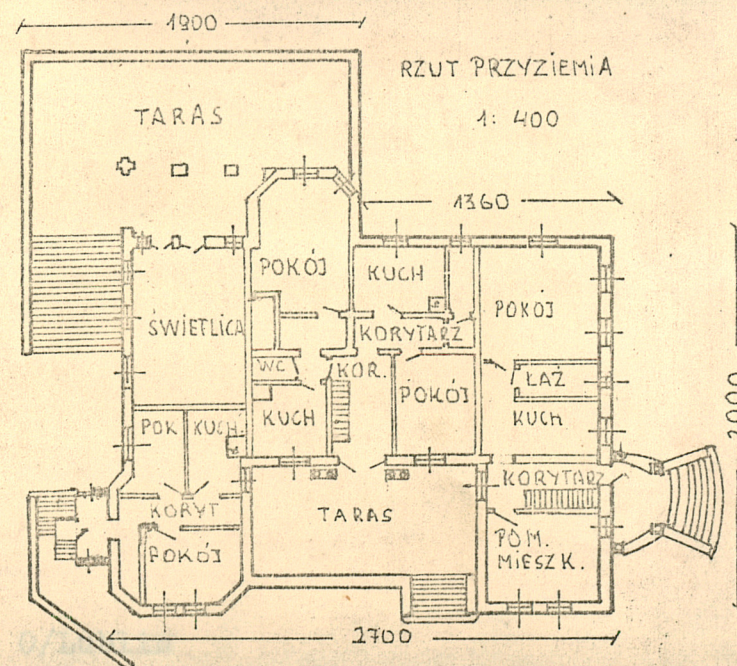 1900
RZUT PRZYZIEMIA
1:400
TARAS
1360
POKÓJ
KUCH
POKÓJ
ŚWIETLICA
KORYTARZ
WC
KOR.
ŁAŹ
POKÓJ
KUCH
KUCH
POK
KUCH.
KORYTARZ
KORYT
TARAS
POM.
MIESZK.
POKÓJ
2700